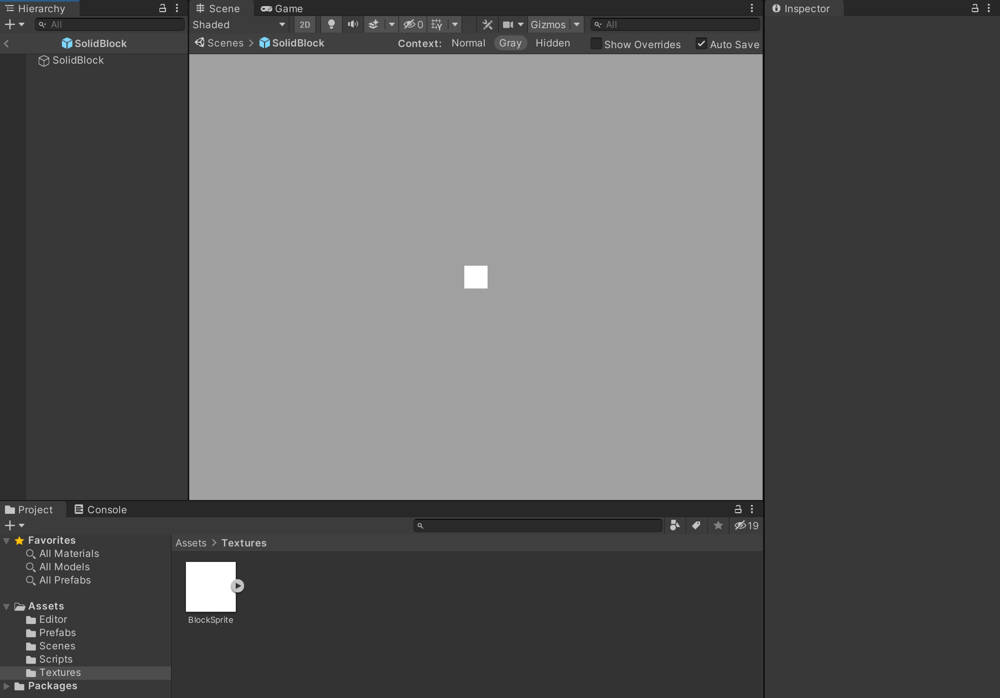 Hierarchy
All
SolidBlock
SolidBlock
Scene
Game
Shaded
2D
0
Gizmos
All
Scenes
SolidBlock
Context:
Normal
Gray
Hidden
Show Overrides
Auto Save
Inspector
Project
Console
19
Favorites
All Materials
All Models
All Prefabs
Assets
Editor
Prefabs
Scenes
Scripts
Textures
Packages
Assets
Textures
BlockSprite